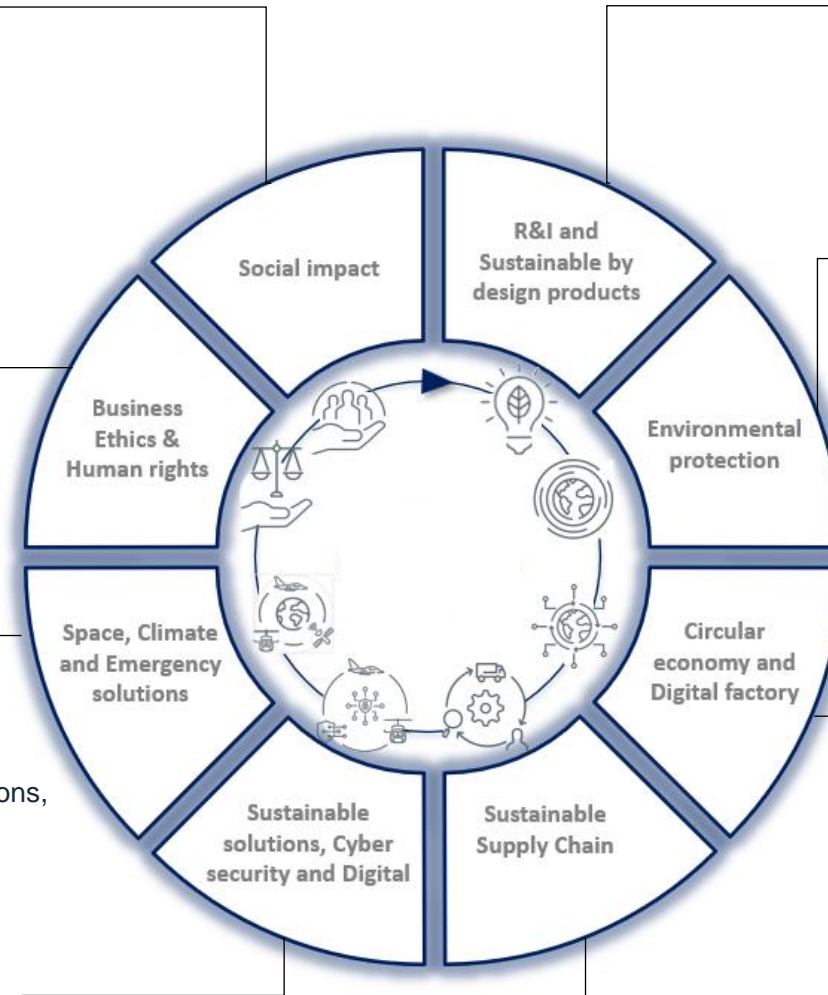 Social impact
R&I and
Sustainable by
design products
Environmental
protection
Circular
economy and
Digital factory
Sustainable
Supply Chain
Sustainable
solutions, Cyber
security and Digital
Space, Climate
and Emergency
solutions
Business
Ethics &
Human rights
ons,